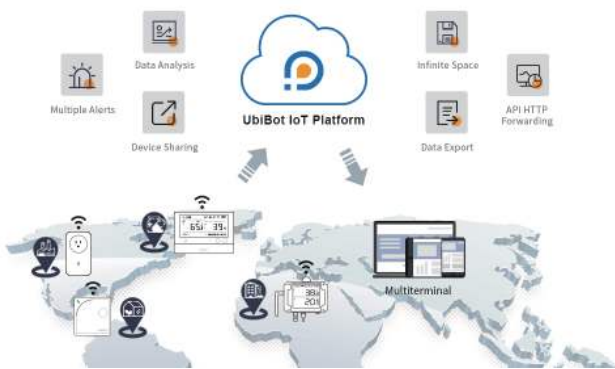 Data Analysis
Infinite Space
Multiple Alerts
API HTTP
Forwarding
UbiBot IoT Platform
Device Sharing
Data Export
Multiterminal